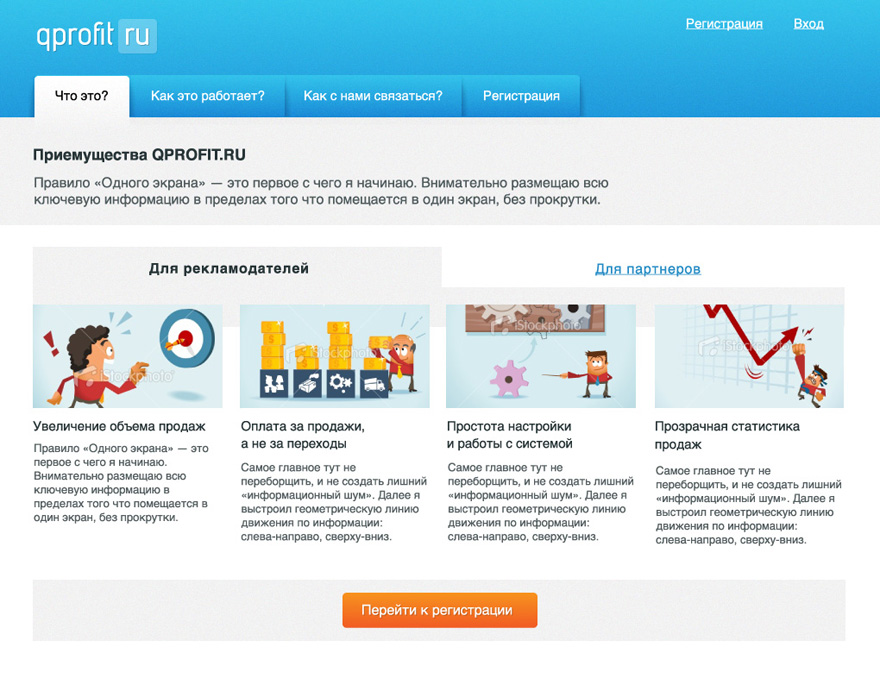 qprofit ru
Регистрация Вход
Что это? Как это работает? Как с нами связаться? Регистрация
Приемущества QPROFIT.RU
Правило «Одного экрана» — это первое с чего я начинаю. Внимательно размещаю всю
ключевую информацию в пределах того что помещается в один экран, без прокрутки.
Для рекламодателей
Для партнеров
iStockphoto
iStockphoto
iStockphoto
iStockphoto
Увеличение объема продаж
Правило «Одного экрана» — это
первое с чего я начинаю.
Внимательно размещаю всю
ключевую информацию в
пределах того что помещается в
один экран, без прокрутки.
Оплата за продажи,
а не за переходы
Самое главное тут не
переборщить, и не создать лишний
«информационный шум». Далее я
выстроил геометрическую линию
движения по информации:
слева-направо, сверху-вниз.
Простота настройки
и работы с системой
Самое главное тут не
переборщить, и не создать лишний
«информационный шум». Далее я
выстроил геометрическую линию
движения по информации:
слева-направо, сверху-вниз.
Прозрачная статистика
продаж
Самое главное тут не
переборщить, и не создать лишний
«информационный шум». Далее я
выстроил геометрическую линию
движения по информации:
слева-направо, сверху-вниз.
Перейти к регистрации